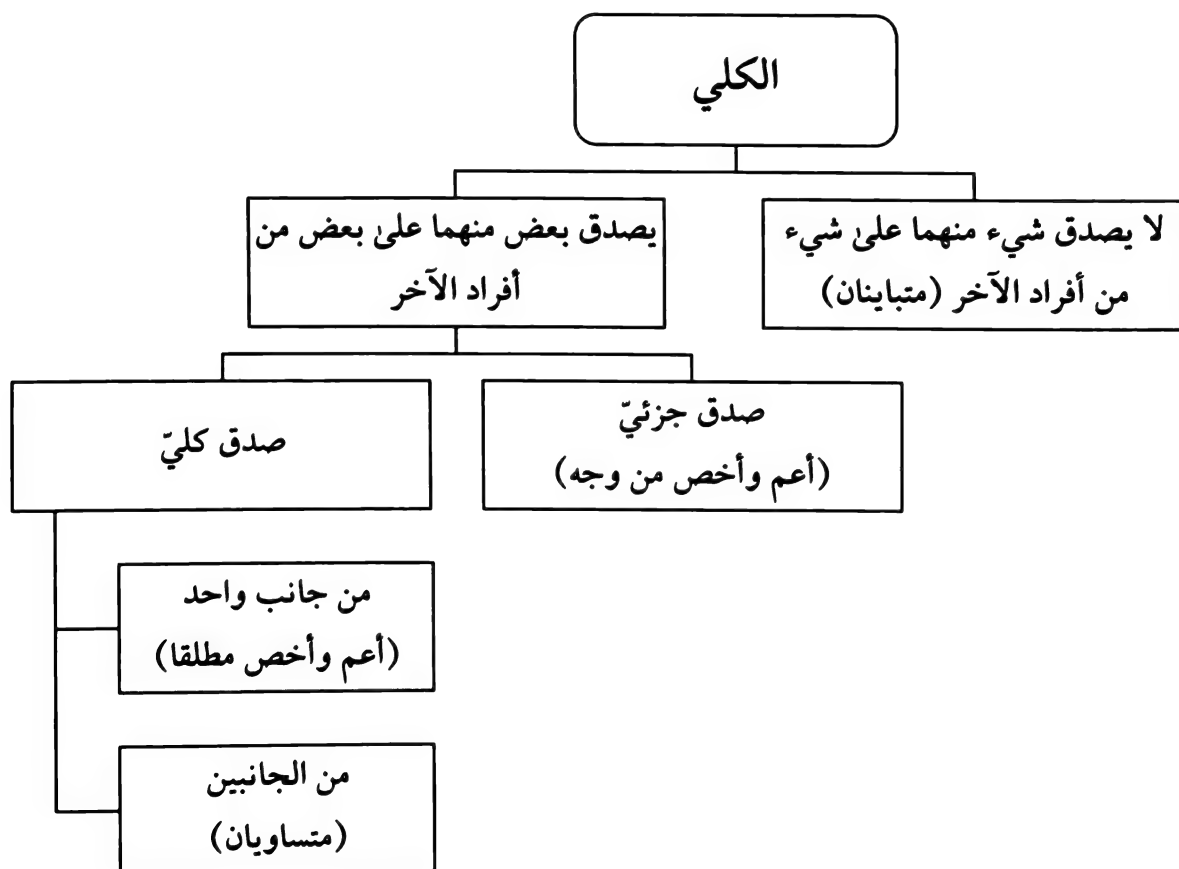 الكلي
لا يصدق شيء منهما علىٰ شيء
من أفراد الآخر (متباينان)
يصدق بعض منهما علىٰ بعض من
أفراد الآخر
صدق جزئيّ
(أعم وأخص من وجه)
صدق كليّ
من جانب واحد
(أعم وأخص مطلقا)
من الجانبين
(متساويان)